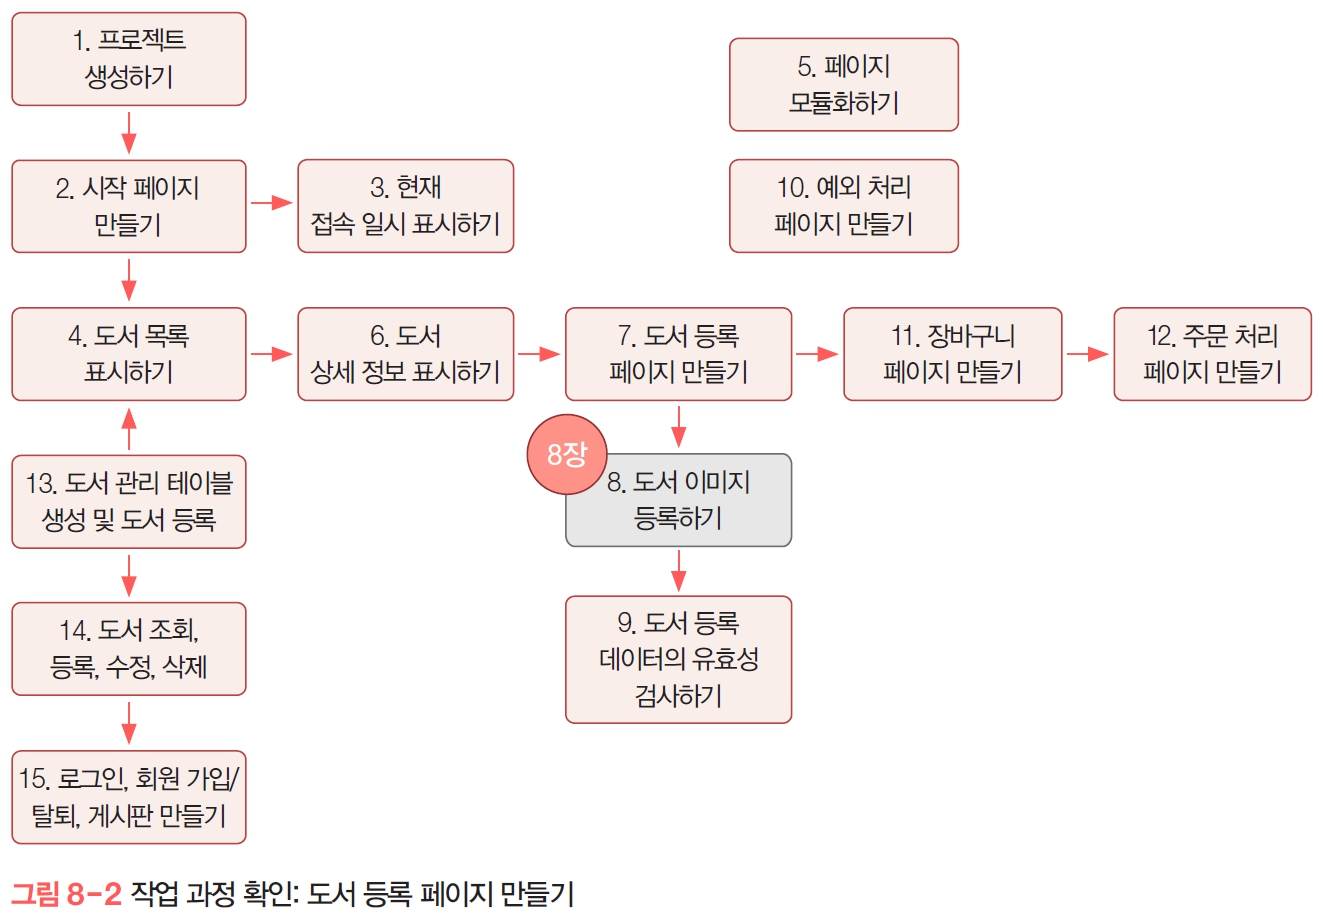 1. 프로젝트
생성하기
5. 페이지
모듈화하기
2. 시작 페이지
만들기
3. 현재
접속 일시 표시하기
10. 예외 처리
페이지 만들기
4. 도서 목록
표시하기
6. 도서
상세 정보 표시하기
7. 도서 등록
페이지 만들기
11. 장바구니
페이지 만들기
12. 주문 처리
페이지 만들기
13. 도서 관리 테이블
생성 및 도서 등록
8장
8. 도서 이미지
등록하기
14. 도서 조회,
등록, 수정, 삭제
9. 도서 등록
데이터의 유효성
검사하기
15. 로그인, 회원 가입/
탈퇴, 게시판 만들기
그림 8-2 작업 과정 확인: 도서 등록 페이지 만들기